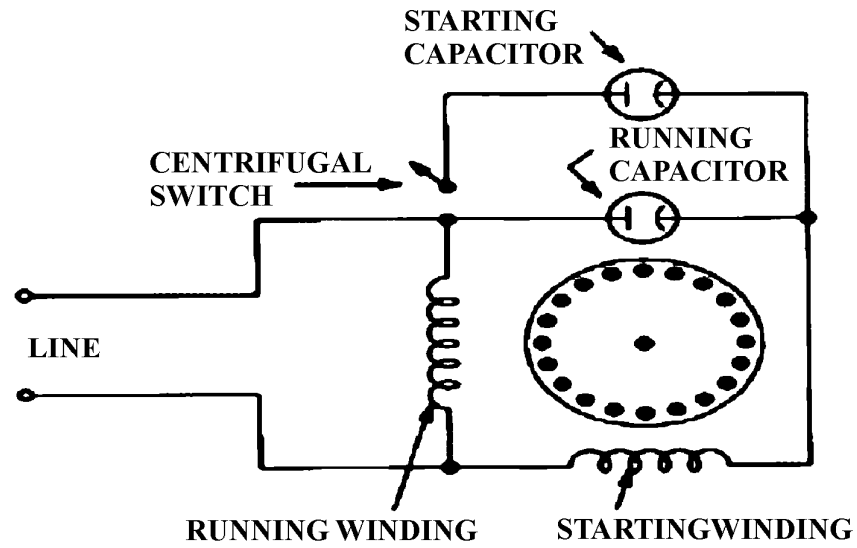 STARTING
CAPACITOR
RUNNING
CAPACITOR
CENTRIFUGAL
SWITCH
LINE
RUNNING WINDING
STARTINGWINDING